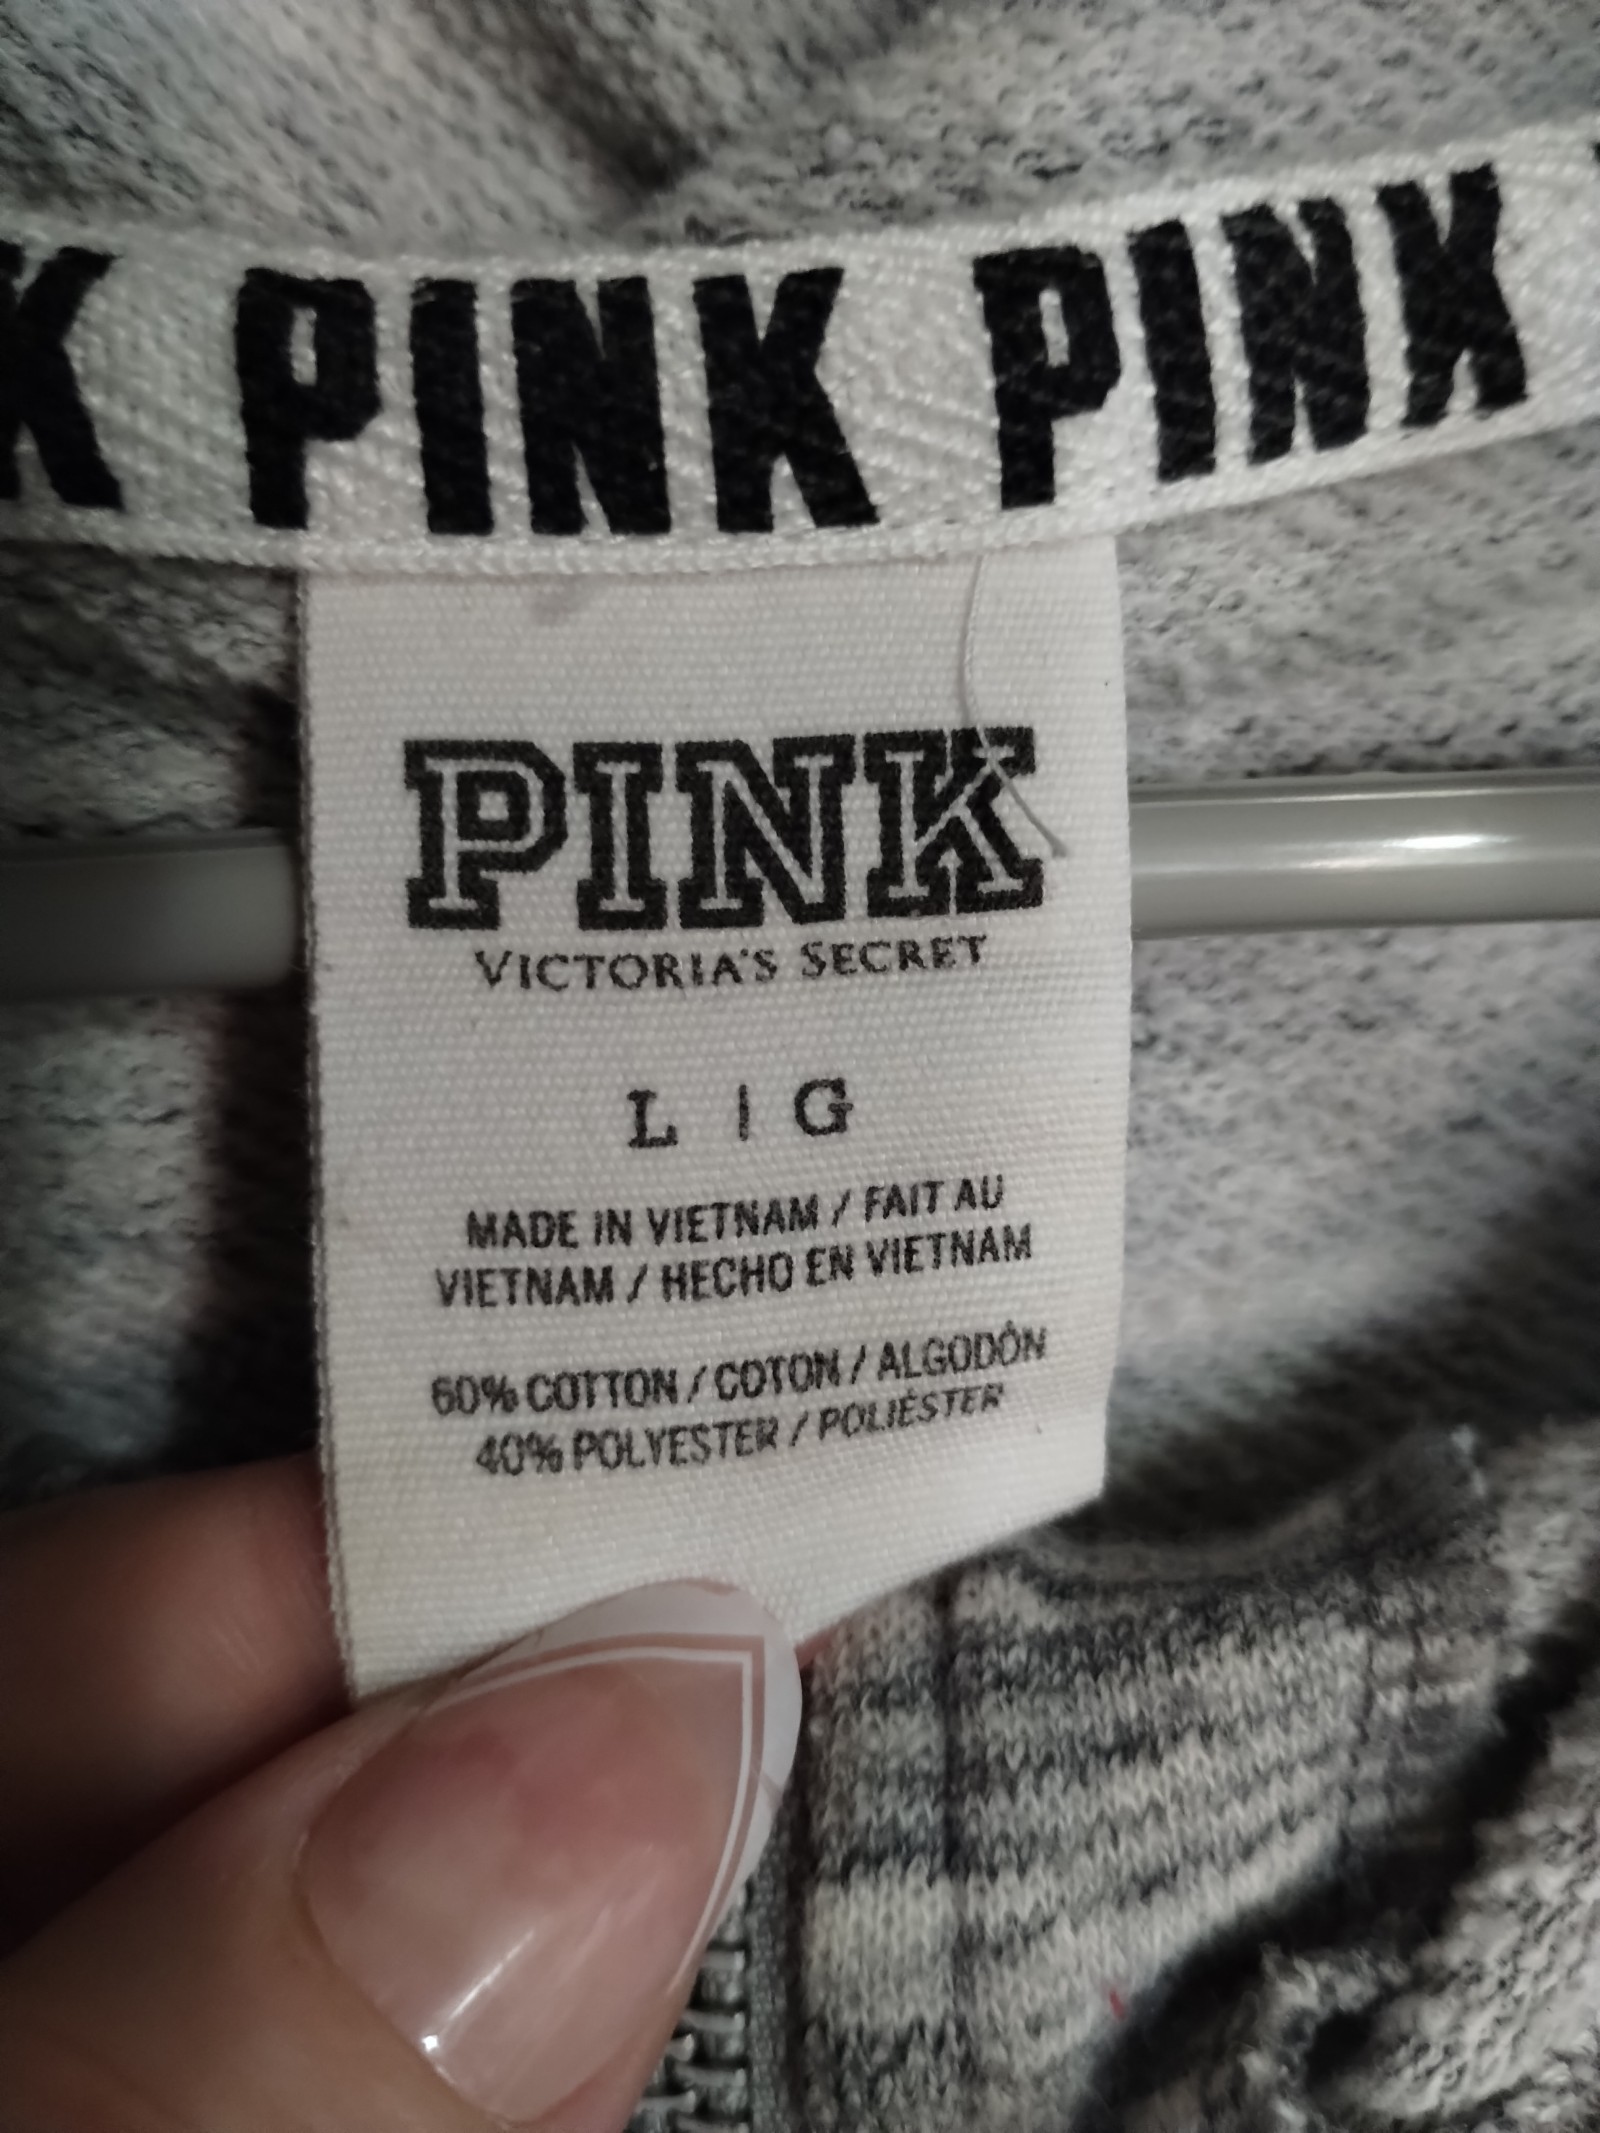 K PINK PINK
PINK
VICTORIA'S SECRET
L | G
MADE IN VIETNAM / FAIT AU
VIETNAM / HECHO EN VIETNAM
60% COTTON / COTON / ALGODÓN
40% POLYESTER / POLIÉSTER